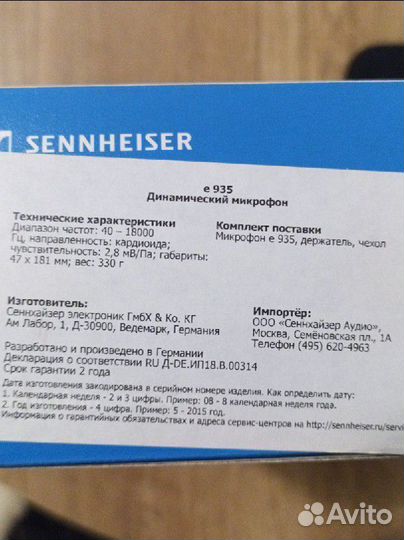 SENNHEISER
e 935
Динамический микрофон
Технические характеристики
Диапазон частот: 40 – 18000
Гц, направленность: кардиоида;
чувствительность: 2,8 мВ/Па; габариты:
47 x 181 мм; вес: 330 г
Комплект поставки
Микрофон e 935, держатель, чехол
Изготовитель:
Сеннхайзер электроник ГмбХ & Ко. КГ
Ам Лабор, 1, Д-30900, Ведемарк, Германия
Импортёр:
ООО «Сеннхайзер Аудио»,
Москва, Семёновская пл., 1А
Телефон (495) 620-4963
Разработано и произведено в Германии
Декларация о соответствии RU Д-DE.ИП18.В.00314
Срок гарантии 2 года
Дата изготовления закодирована в серийном номере изделия. Как определить дату:
1. Календарная неделя - 2 и 3 цифры. Пример: 08 - 8 календарная неделя года.
2. Год изготовления - 4 цифра. Пример: 5 - 2015 год.
Информация о гарантийных обязательствах и адреса сервис-центров на http://sennheiser.ru/servi
Avito